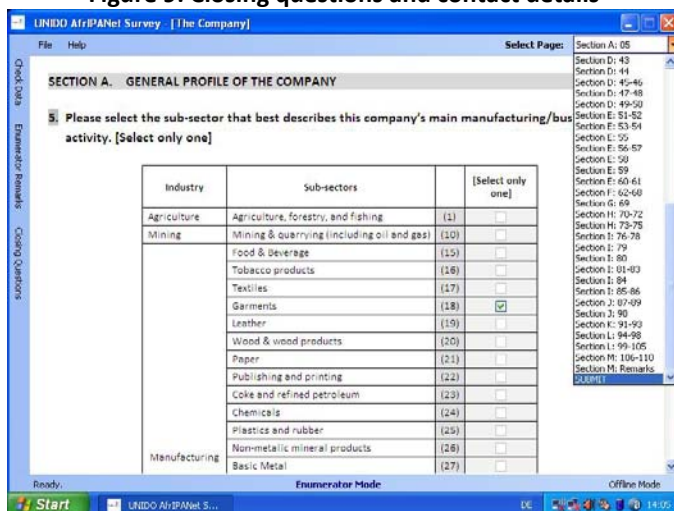 Figure 9: Closing questions and contact details
UNIDO AfrIPANet Survey - [The Company]
File Help
Select Page: Section A: 05
Check Data
Enumerator Remarks
Closing Questions
SECTION A. GENERAL PROFILE OF THE COMPANY
5. Please select the sub-sector that best describes this company's main manufacturing/bus
activity. [Select only one]
Industry Sub-sectors [Select only one]
Agriculture Agriculture, forestry, and fishing (1)
Mining Mining & quarrying (including oil and gas) (10)
Manufacturing
Food & Beverage (15)
Tobacco products (16)
Textiles (17)
Garments (18)
Leather (19)
Wood & wood products (20)
Paper (21)
Publishing and printing (22)
Coke and refined petroleum (23)
Chemicals (24)
Plastics and rubber (25)
Non-metalic mineral products (26)
Basic Metal (27)
Section D: 43
Section D: 44
Section D: 45-46
Section D: 47-48
Section D: 49-50
Section E: 51-52
Section E: 53-54
Section E: 55
Section E: 56-57
Section E: 58
Section E: 59
Section E: 60-61
Section F: 62-68
Section G: 69
Section H: 70-72
Section H: 73-75
Section I: 76-78
Section I: 79
Section I: 80
Section I: 81-83
Section I: 84
Section I: 85-86
Section J: 87-89
Section J: 90
Section K: 91-93
Section L: 94-98
Section L: 99-105
Section M: 106-110
Section M: Remarks
SUBMIT
Ready. Enumerator Mode Offline Mode
Start UNIDO AfrIPANet S... DE 14:05